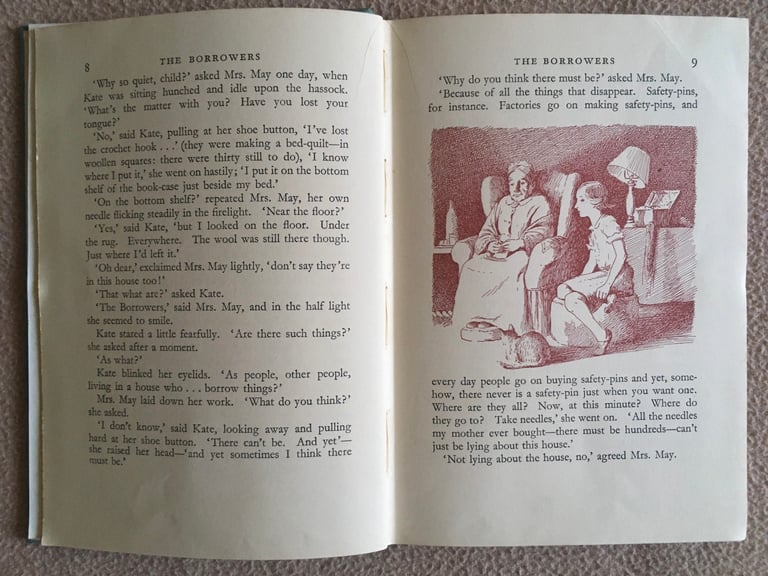 8
THE BORROWERS
'Why so quiet, child?' asked Mrs. May one day, when
Kate was sitting hunched and idle upon the hassock.
'What's the matter with you? Have you lost your
tongue?'
'No,' said Kate, pulling at her shoe button, 'I've lost
the crochet hook . . .' (they were making a bed-quilt—in
woollen squares: there were thirty still to do), 'I know
where I put it,' she went on hastily; 'I put it on the bottom
shelf of the book-case just beside my bed.'
'On the bottom shelf?' repeated Mrs. May, her own
needle flicking steadily in the firelight. 'Near the floor?'
'Yes,' said Kate, 'but I looked on the floor. Under
the rug. Everywhere. The wool was still there though.
Just where I'd left it.'
'Oh dear,' exclaimed Mrs. May lightly, 'don't say they're
in this house too!'
'That what are?' asked Kate.
'The Borrowers,' said Mrs. May, and in the half light
she seemed to smile.
Kate stared a little fearfully. 'Are there such things?'
she asked after a moment.
'As what?'
Kate blinked her eyelids. 'As people, other people,
living in a house who . . . borrow things?'
Mrs. May laid down her work. 'What do you think?'
she asked.
'I don't know,' said Kate, looking away and pulling
hard at her shoe button. 'There can't be. And yet'—
she raised her head—'and yet sometimes I think there
must be.'
THE BORROWERS
9
'Why do you think there must be?' asked Mrs. May.
'Because of all the things that disappear. Safety-pins,
for instance. Factories go on making safety-pins, and
every day people go on buying safety-pins and yet, some-
how, there never is a safety-pin just when you want one.
Where are they all? Now, at this minute? Where do
they go to? Take needles,' she went on. 'All the needles
my mother ever bought—there must be hundreds—can't
just be lying about this house.'
'Not lying about the house, no,' agreed Mrs. May.